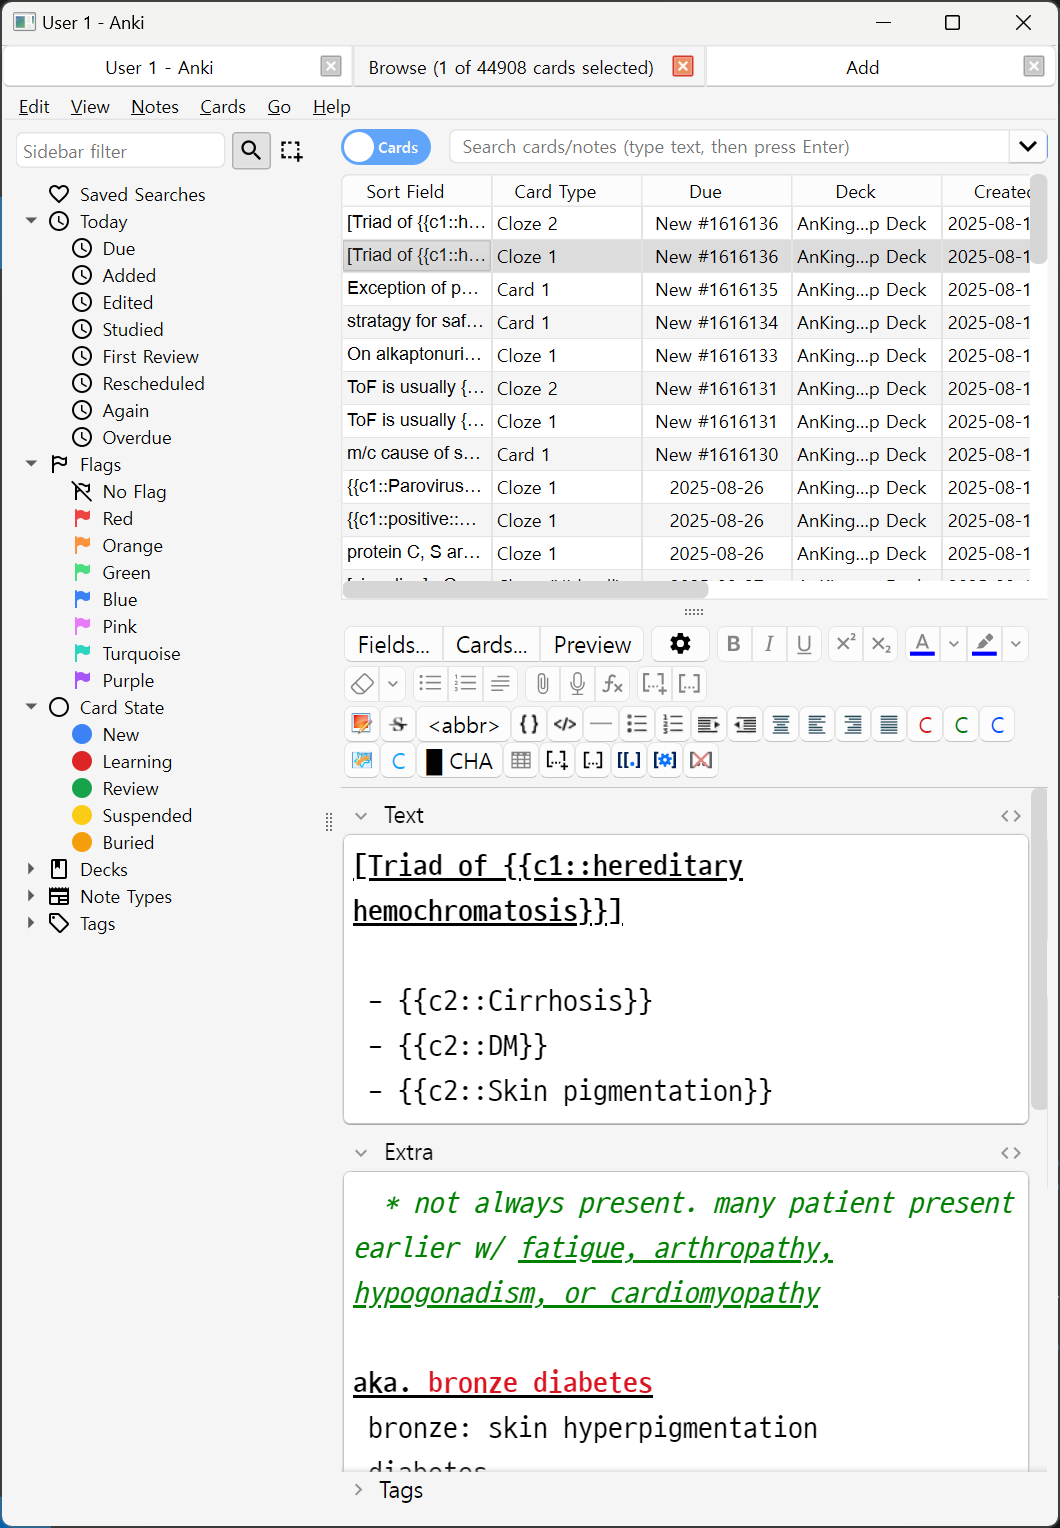 User 1 - Anki
User 1 - Anki
Browse (1 of 44908 cards selected)
Add
Edit View Notes Cards Go Help
Sidebar filter
Cards
Search cards/notes (type text, then press Enter)
Saved Searches
Today
Due
Added
Edited
Studied
First Review
Rescheduled
Again
Overdue
Flags
No Flag
Red
Orange
Green
Blue
Pink
Turquoise
Purple
Card State
New
Learning
Review
Suspended
Buried
Decks
Note Types
Tags
Sort Field Card Type Due Deck Created
[Triad of {{c1::h... Cloze 2 New #1616136 AnKing...p Deck 2025-08-1
[Triad of {{c1::h... Cloze 1 New #1616136 AnKing...p Deck 2025-08-1
Exception of p... Card 1 New #1616135 AnKing...p Deck 2025-08-1
stratagy for saf... Card 1 New #1616134 AnKing...p Deck 2025-08-1
On alkaptonuri... Cloze 1 New #1616133 AnKing...p Deck 2025-08-1
ToF is usually {... Cloze 2 New #1616131 AnKing...p Deck 2025-08-1
ToF is usually {... Cloze 1 New #1616131 AnKing...p Deck 2025-08-1
m/c cause of s... Card 1 New #1616130 AnKing...p Deck 2025-08-1
{{c1::Parovirus... Cloze 1 2025-08-26 AnKing...p Deck 2025-08-1
{{c1::positive::... Cloze 1 2025-08-26 AnKing...p Deck 2025-08-1
protein C, S ar... Cloze 1 2025-08-26 AnKing...p Deck 2025-08-1
Fields... Cards... Preview B I U X² X₂ A
fx [...]+ [...]
S <abbr> {} </> C C C
C CHA [...]+ [...] [[.]
Text <>
[Triad of {{c1::hereditary
hemochromatosis}}]
- {{c2::Cirrhosis}}
- {{c2::DM}}
- {{c2::Skin pigmentation}}
Extra <>
* not always present. many patient present
earlier w/ fatigue, arthropathy,
hypogonadism, or cardiomyopathy
aka. bronze diabetes
bronze: skin hyperpigmentation
diabetes
Tags